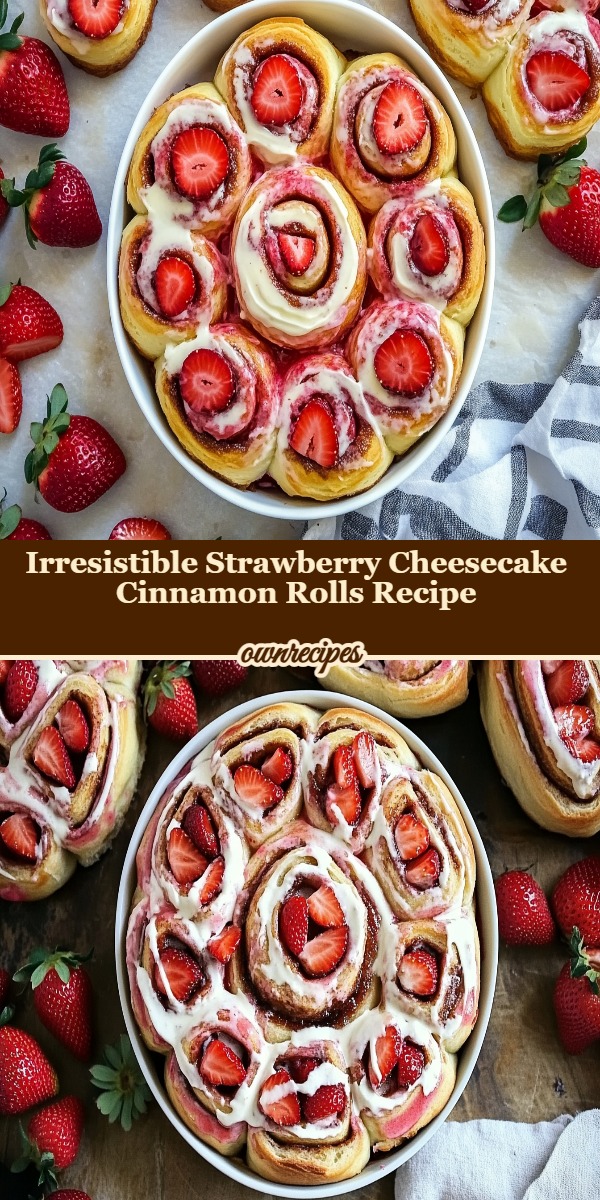 Irresistible Strawberry Cheesecake
Cinnamon Rolls Recipe
ownrecipes